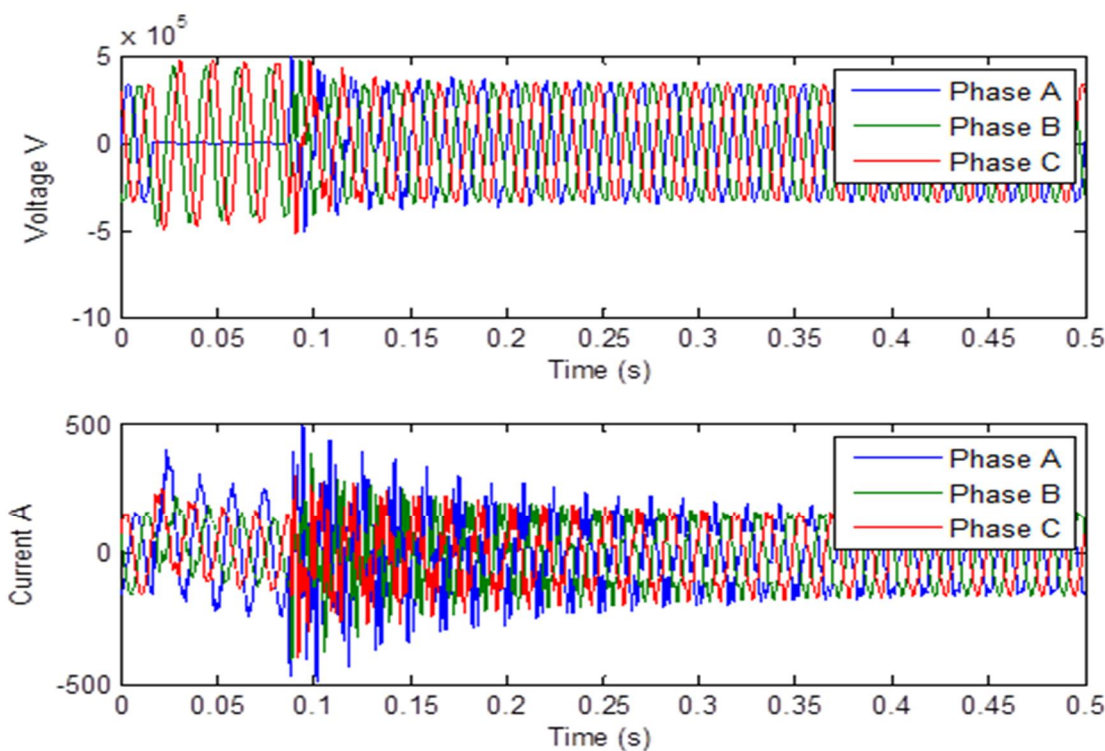 × 10^5
5
0
-5
-10
Voltage V
Phase A
Phase B
Phase C
0 0.05 0.1 0.15 0.2 0.25 0.3 0.35 0.4 0.45 0.5
Time (s)
500
0
-500
Current A
Phase A
Phase B
Phase C
0 0.05 0.1 0.15 0.2 0.25 0.3 0.35 0.4 0.45 0.5
Time (s)